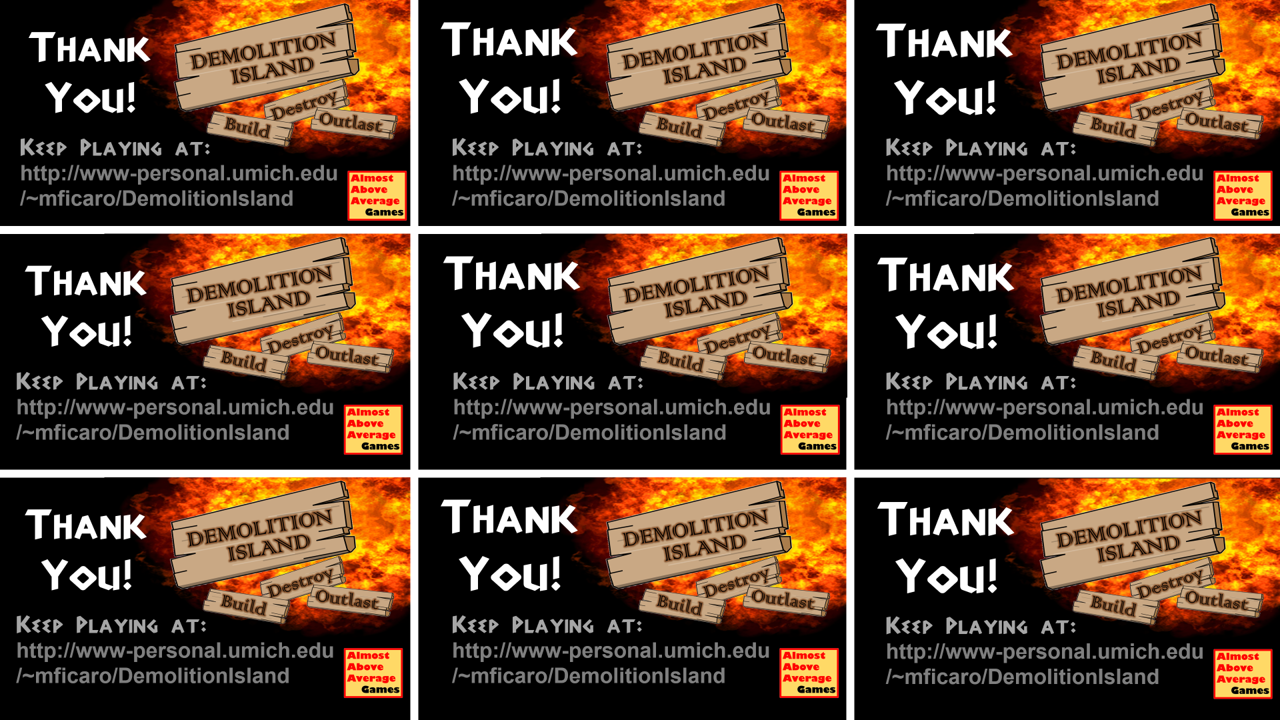 Thank
You!
DEMOLITION
ISLAND
Destroy
Build
Outlast
Keep Playing at:
http://www-personal.umich.edu
/~mficaro/DemolitionIsland
Almost
Above
Average
Games
Thank
You!
DEMOLITION
ISLAND
Destroy
Build
Outlast
Keep Playing at:
http://www-personal.umich.edu
/~mficaro/DemolitionIsland
Almost
Above
Average
Games
Thank
You!
DEMOLITION
ISLAND
Destroy
Build
Outlast
Keep Playing at:
http://www-personal.umich.edu
/~mficaro/DemolitionIsland
Almost
Above
Average
Games
Thank
You!
DEMOLITION
ISLAND
Destroy
Build
Outlast
Keep Playing at:
http://www-personal.umich.edu
/~mficaro/DemolitionIsland
Almost
Above
Average
Games
Thank
You!
DEMOLITION
ISLAND
Destroy
Build
Outlast
Keep Playing at:
http://www-personal.umich.edu
/~mficaro/DemolitionIsland
Almost
Above
Average
Games
Thank
You!
DEMOLITION
ISLAND
Destroy
Build
Outlast
Keep Playing at:
http://www-personal.umich.edu
/~mficaro/DemolitionIsland
Almost
Above
Average
Games
Thank
You!
DEMOLITION
ISLAND
Destroy
Build
Outlast
Keep Playing at:
http://www-personal.umich.edu
/~mficaro/DemolitionIsland
Almost
Above
Average
Games
Thank
You!
DEMOLITION
ISLAND
Destroy
Build
Outlast
Keep Playing at:
http://www-personal.umich.edu
/~mficaro/DemolitionIsland
Almost
Above
Average
Games
Thank
You!
DEMOLITION
ISLAND
Destroy
Build
Outlast
Keep Playing at:
http://www-personal.umich.edu
/~mficaro/DemolitionIsland
Almost
Above
Average
Games